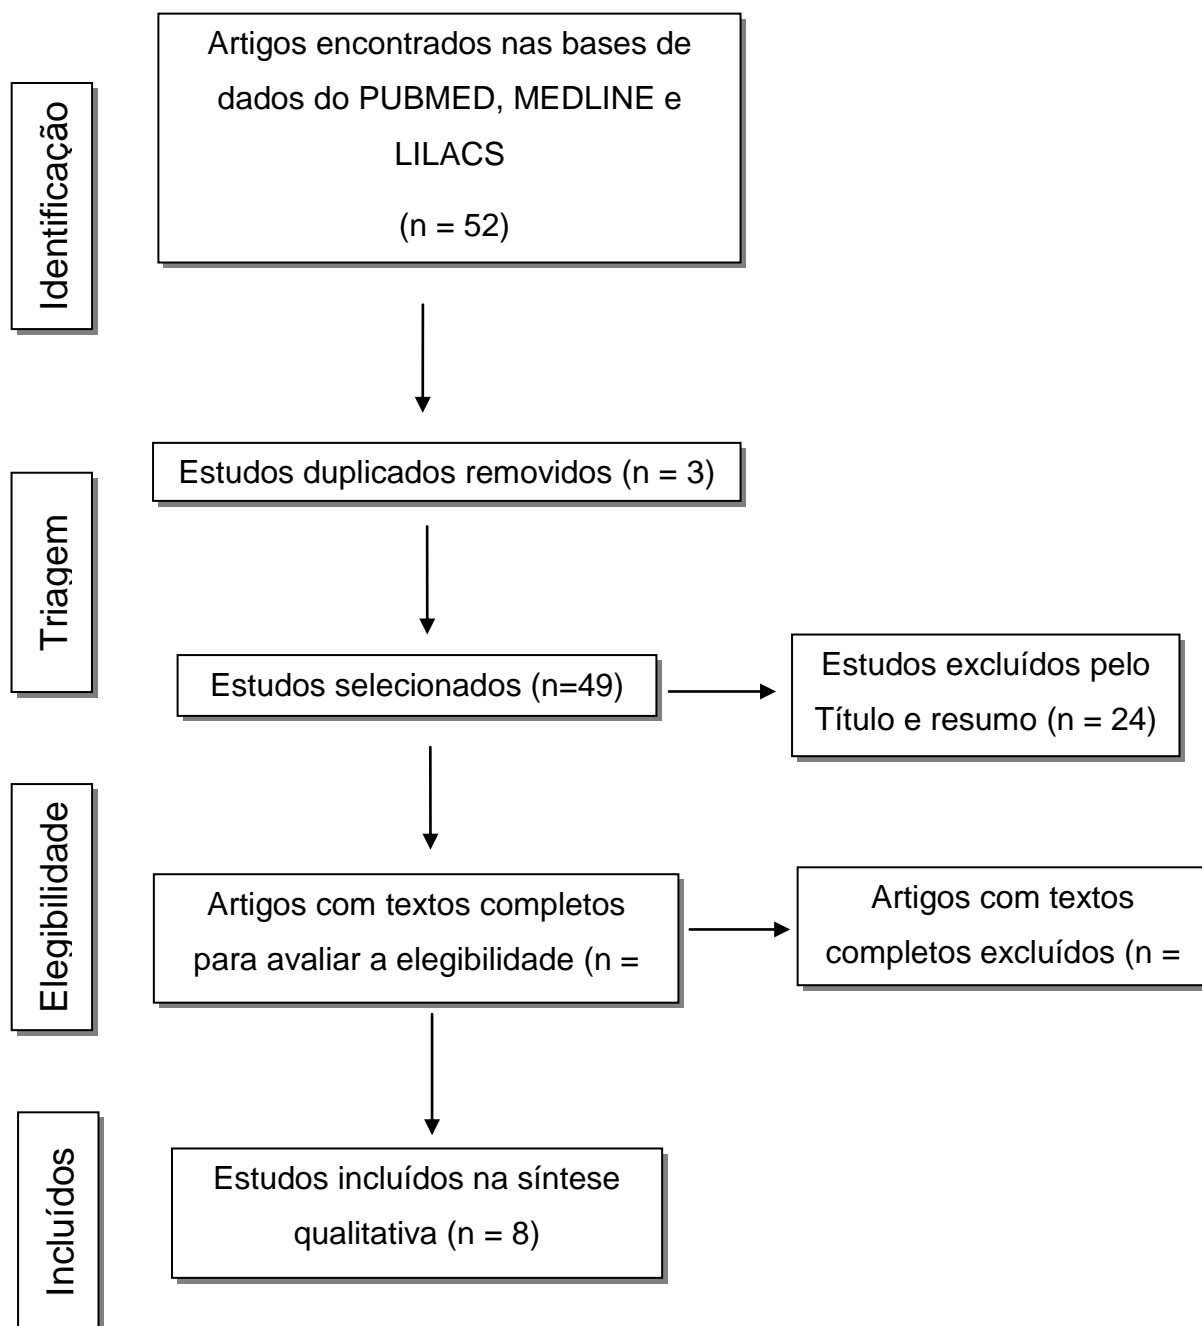 Identificação
Artigos encontrados nas bases de
dados do PUBMED, MEDLINE e
LILACS
(n = 52)
Triagem
Estudos duplicados removidos (n = 3)
Estudos selecionados (n=49)
Estudos excluídos pelo
Título e resumo (n = 24)
Elegibilidade
Artigos com textos completos
para avaliar a elegibilidade (n =
Artigos com textos
completos excluídos (n =
Incluídos
Estudos incluídos na síntese
qualitativa (n = 8)